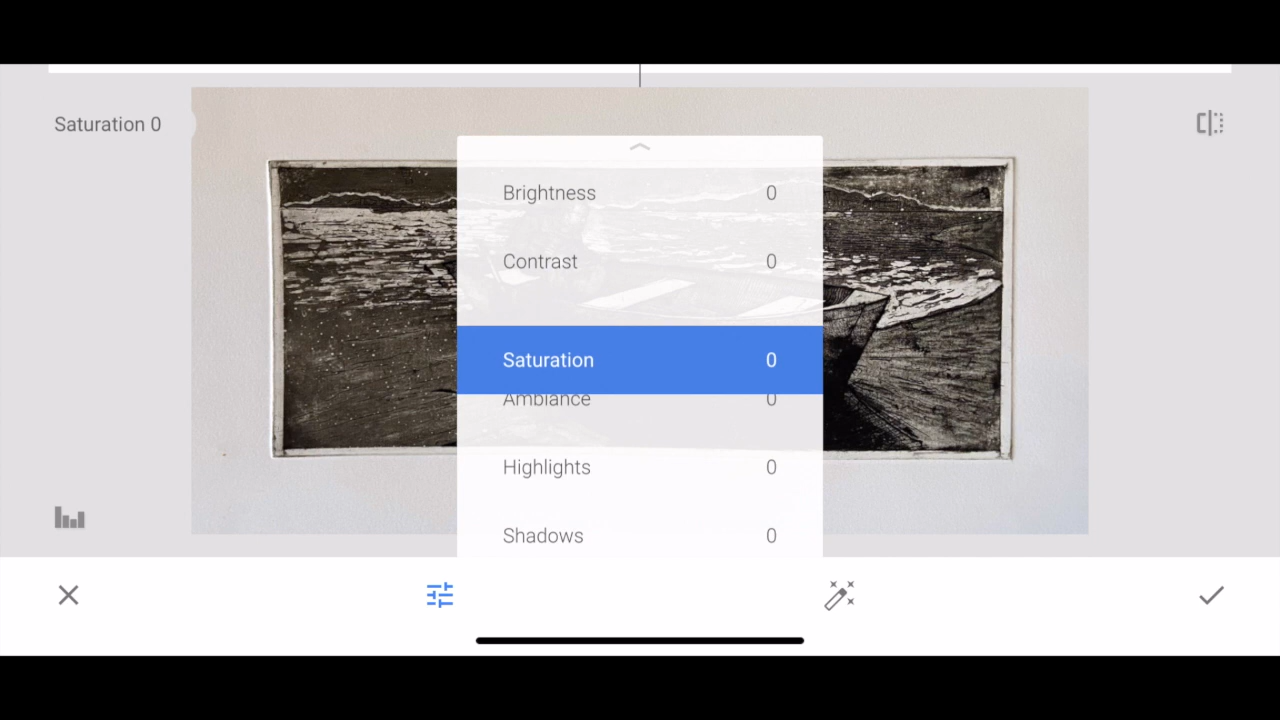 Saturation 0
Brightness 0
Contrast 0
Saturation 0
Ambiance 0
Highlights 0
Shadows 0